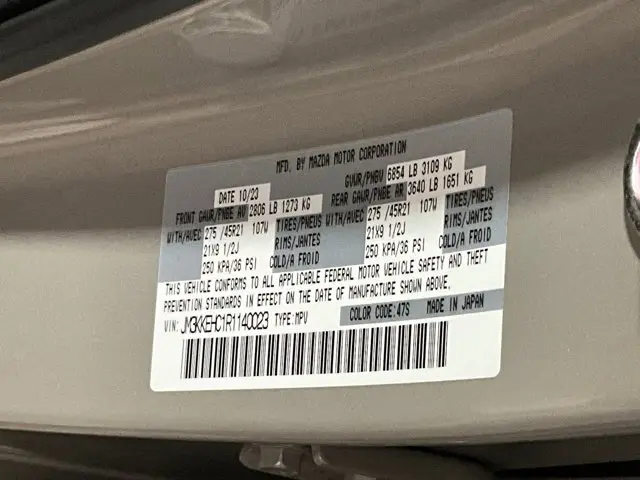 MFD. BY MAZDA MOTOR CORPORATION
DATE 10/23 GVWR/PNBV 6854 LB 3109 KG
FRONT GAWR/PNBE AV 2806 LB 1273 KG REAR GAWR/PNBE AR 3640 LB 1651 KG
WITH/AVEC 275 /45R21 107W TIRES/PNEUS WITH/AVEC 275 /45R21 107W TIRES/PNEUS
21X9 1/2J RIMS/JANTES 21X9 1/2J RIMS/JANTES
250 KPA/36 PSI COLD/A FROID 250 KPA/36 PSI COLD/A FROID
THIS VEHICLE CONFORMS TO ALL APPLICABLE FEDERAL MOTOR VEHICLE SAFETY AND THEFT
PREVENTION STANDARDS IN EFFECT ON THE DATE OF MANUFACTURE SHOWN ABOVE.
VIN: JM3KKEHC1R1140023 TYPE:MPV COLOR CODE:47S MADE IN JAPAN